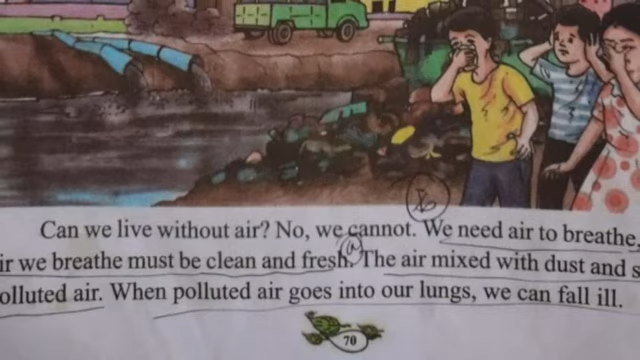 Can we live without air? No, we cannot. We need air to breathe.
ir we breathe must be clean and fresh. The air mixed with dust and s
olluted air. When polluted air goes into our lungs, we can fall ill.
70